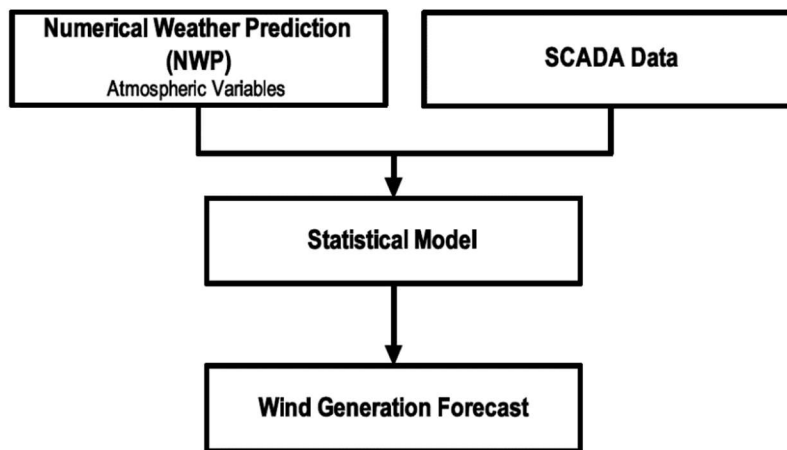 Numerical Weather Prediction
(NWP)
Atmospheric Variables
SCADA Data
Statistical Model
Wind Generation Forecast